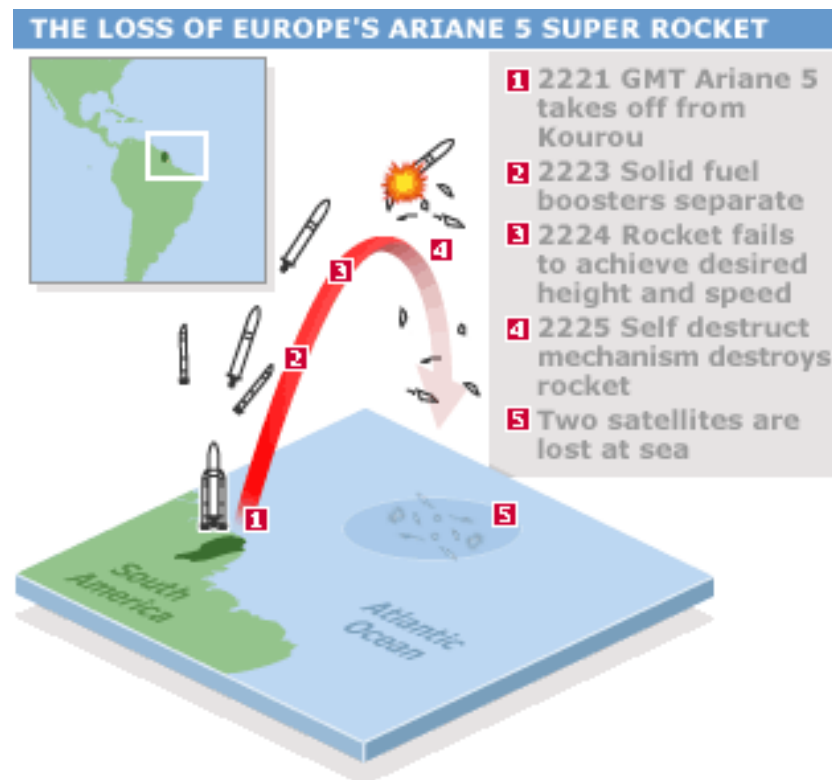 THE LOSS OF EUROPE'S ARIANE 5 SUPER ROCKET
1 2221 GMT Ariane 5
takes off from
Kourou
2 2223 Solid fuel
boosters separate
3 2224 Rocket fails
to achieve desired
height and speed
4 2225 Self destruct
mechanism destroys
rocket
5 Two satellites are
lost at sea
4
3
2
1
5
South
America
Atlantic
Ocean